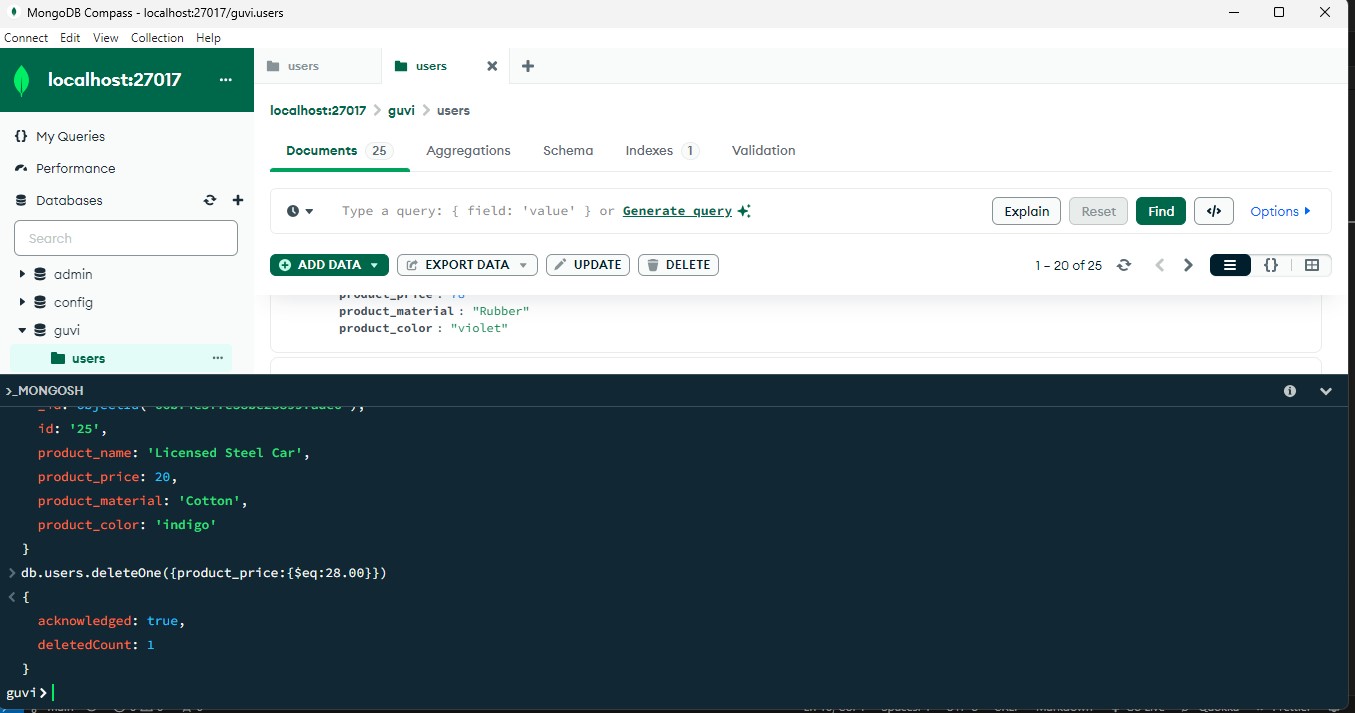 MongoDB Compass - localhost:27017/guvi.users
Connect Edit View Collection Help
localhost:27017 ...
users
users
localhost:27017 > guvi > users
{} My Queries
Performance
Databases
Search
admin
config
guvi
users ...
Documents 25 Aggregations Schema Indexes 1 Validation
Type a query: { field: 'value' } or Generate query
Explain Reset Find </> Options
ADD DATA EXPORT DATA UPDATE DELETE
1 – 20 of 25 {}
product_price :
product_material : "Rubber"
product_color : "violet"
>_MONGOSH
id: '25',
product_name: 'Licensed Steel Car',
product_price: 20,
product_material: 'Cotton',
product_color: 'indigo'
}
> db.users.deleteOne({product_price:{$eq:28.00}})
< {
acknowledged: true,
deletedCount: 1
}
guvi>